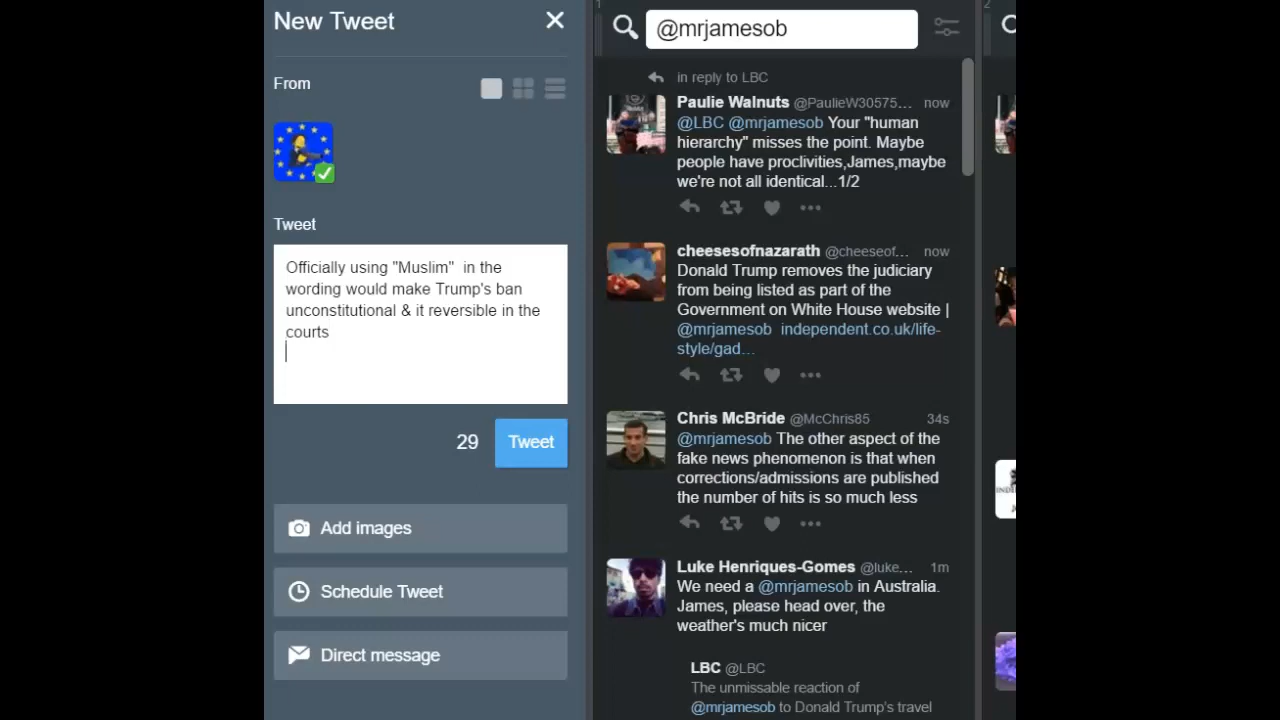 New Tweet
From
Tweet
Officially using "Muslim"  in the
wording would make Trump's ban
unconstitutional & it reversible in the
courts
29
Tweet
Add images
Schedule Tweet
Direct message
1
@mrjamesob
in reply to LBC
Paulie Walnuts @PaulieW30575... now
@LBC @mrjamesob Your "human
hierarchy" misses the point. Maybe
people have proclivities,James,maybe
we're not all identical...1/2
cheesesofnazarath @cheeseof... now
Donald Trump removes the judiciary
from being listed as part of the
Government on White House website |
@mrjamesob  independent.co.uk/life-
style/gad...
Chris McBride @McChris85 34s
@mrjamesob The other aspect of the
fake news phenomenon is that when
corrections/admissions are published
the number of hits is so much less
Luke Henriques-Gomes @luke... 1m
We need a @mrjamesob in Australia.
James, please head over, the
weather's much nicer
LBC @LBC
The unmissable reaction of
@mrjamesob to Donald Trump's travel
2